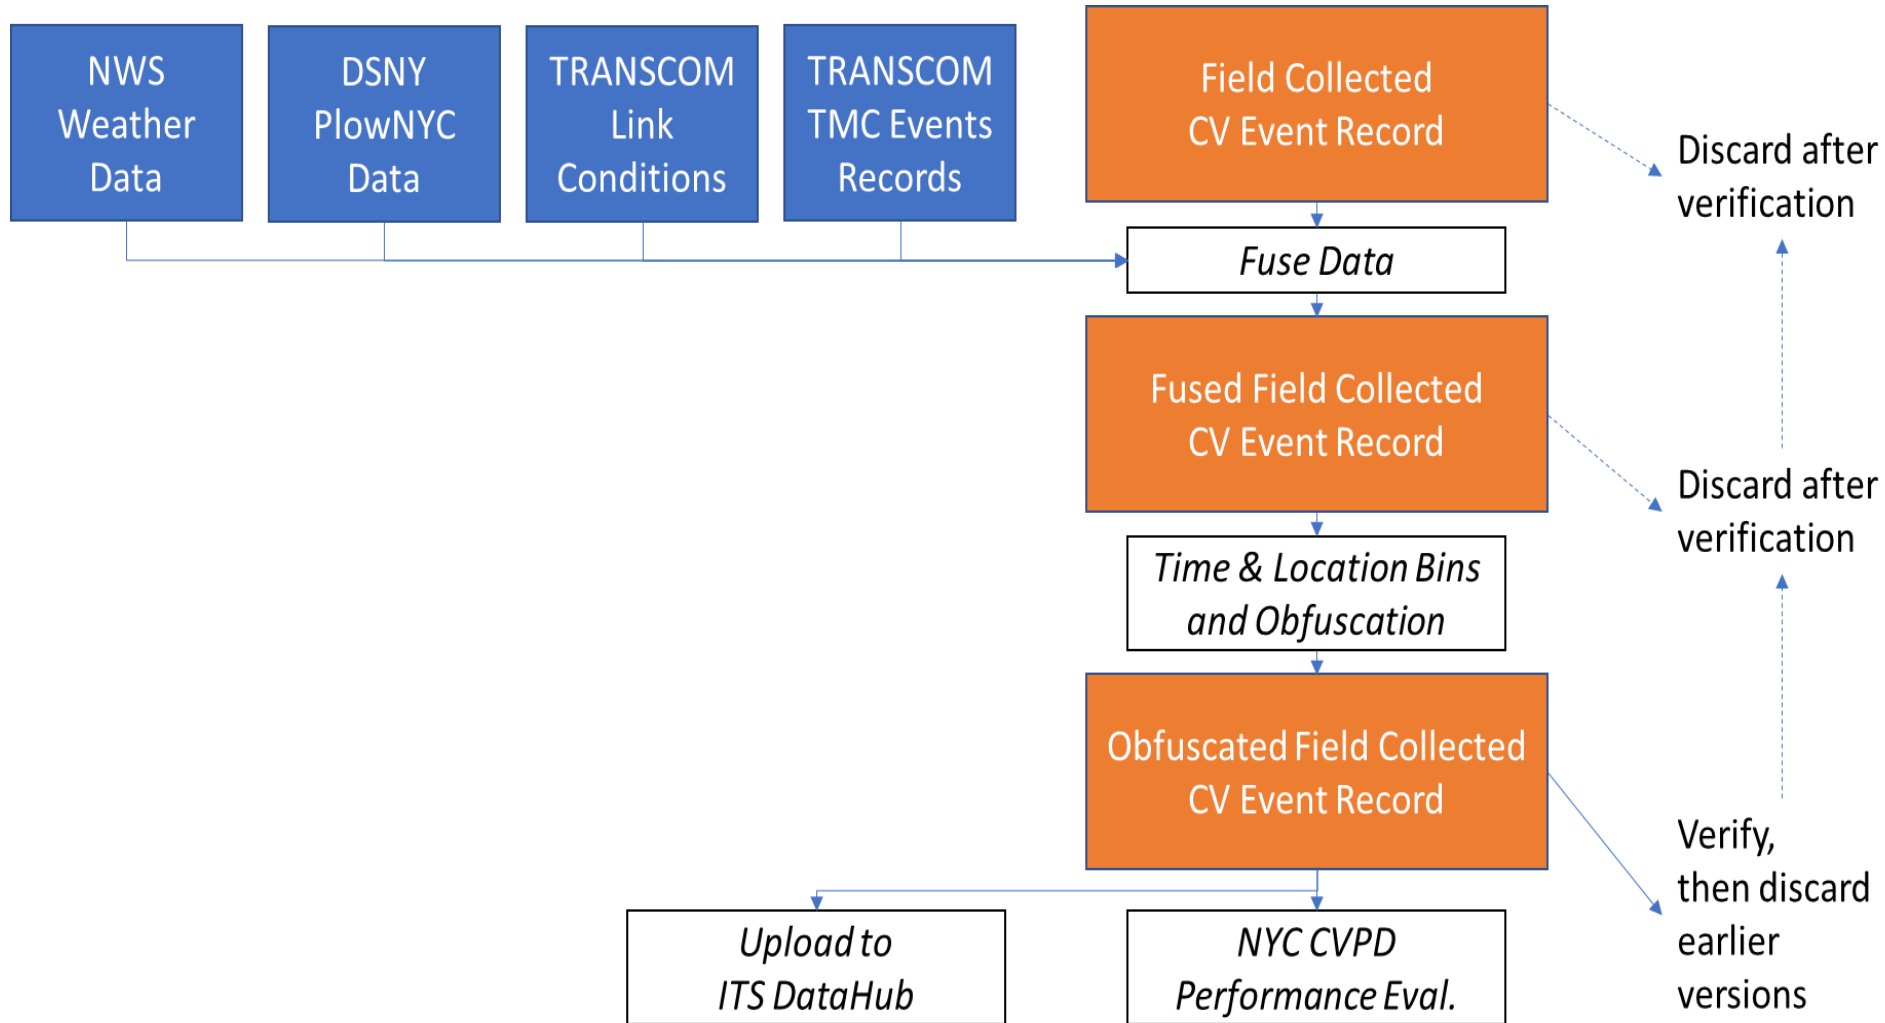 NWS
Weather
Data
DSNY
PlowNYC
Data
TRANSCOM
Link
Conditions
TRANSCOM
TMC Events
Records
Field Collected
CV Event Record
Discard after
verification
Fuse Data
Fused Field Collected
CV Event Record
Discard after
verification
Time & Location Bins
and Obfuscation
Obfuscated Field Collected
CV Event Record
Verify,
then discard
earlier
versions
Upload to
ITS DataHub
NYC CVPD
Performance Eval.